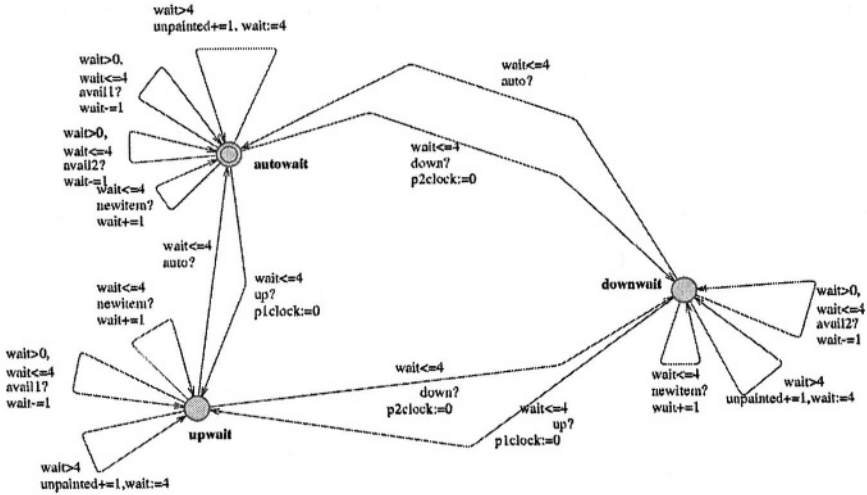 wait>4
unpainted+=1, wait:=4
wait>0,
wait<=4
avail1?
wait-=1
wait>0,
wait<=4
avail2?
wait-=1
wait<=4
newitem?
wait+=1
autowait
wait<=4
auto?
wait<=4
down?
p2clock:=0
wait<=4
auto?
wait<=4
up?
p1clock:=0
wait<=4
newitem?
wait+=1
wait>0,
wait<=4
avail1?
wait-=1
upwait
wait>4
unpainted+=1,wait:=4
wait<=4
down?
p2clock:=0
wait<=4
up?
p1clock:=0
downwait
wait>0,
wait<=4
avail2?
wait-=1
wait<=4
newitem?
wait+=1
wait>4
unpainted+=1,wait:=4